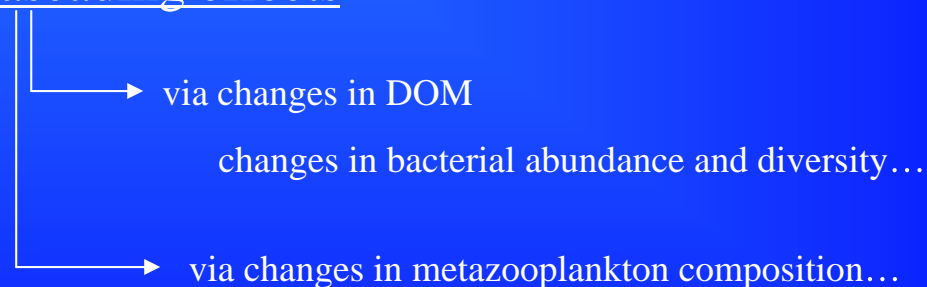 via changes in DOM
changes in bacterial abundance and diversity…
via changes in metazooplankton composition…